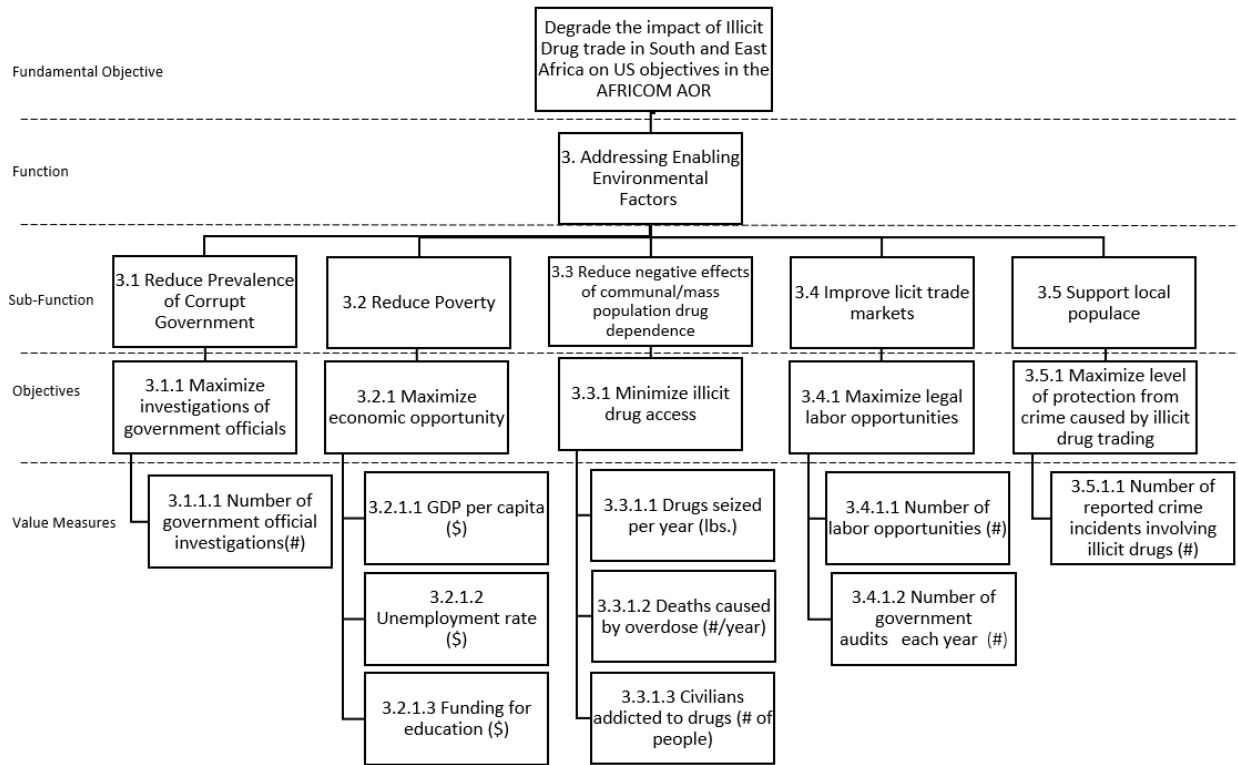 Degrade the impact of Illicit
Drug trade in South and East
Africa on US objectives in the
AFRICOM AOR
Fundamental Objective
3. Addressing Enabling
Environmental
Factors
Function
3.1 Reduce Prevalence
of Corrupt
Government
3.2 Reduce Poverty
3.3 Reduce negative effects
of communal/mass
population drug
dependence
3.4 Improve licit trade
markets
3.5 Support local
populace
Sub-Function
Objectives
3.1.1 Maximize
investigations of
government officials
3.2.1 Maximize
economic opportunity
3.3.1 Minimize illicit
drug access
3.4.1 Maximize legal
labor opportunities
3.5.1 Maximize level
of protection from
crime caused by illicit
drug trading
Value Measures
3.1.1.1 Number of
government official
investigations(#)
3.2.1.1 GDP per capita
($)
3.3.1.1 Drugs seized
per year (lbs.)
3.4.1.1 Number of
labor opportunities (#)
3.5.1.1 Number of
reported crime
incidents involving
illicit drugs (#)
3.2.1.2
Unemployment rate
($)
3.3.1.2 Deaths caused
by overdose (#/year)
3.4.1.2 Number of
government
audits each year (#)
3.2.1.3 Funding for
education ($)
3.3.1.3 Civilians
addicted to drugs (# of
people)